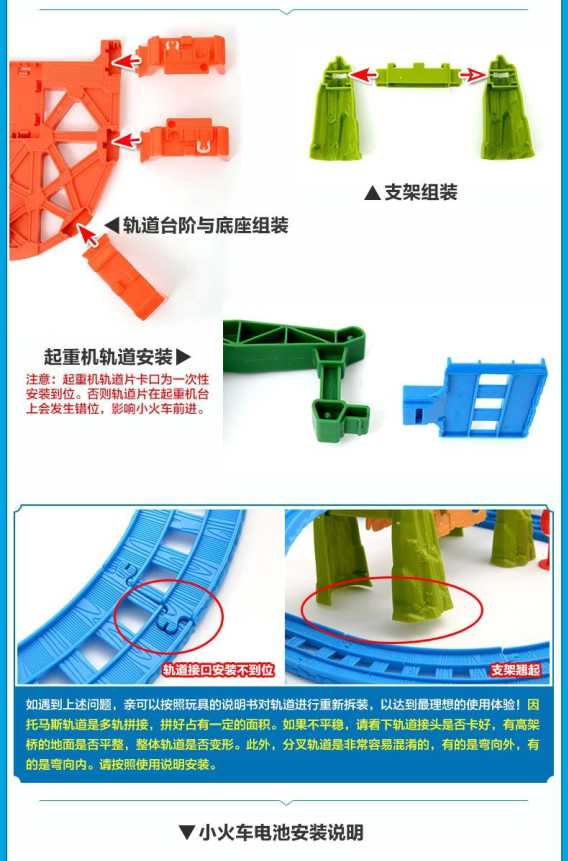 ▲支架组装
◀轨道台阶与底座组装
起重机轨道安装▶
注意：起重机轨道片卡口为一次性
安装到位。否则轨道片在起重机台
上会发生错位，影响小火车前进。
轨道接口安装不到位
支架翘起
如遇到上述问题，亲可以按照玩具的说明书对轨道进行重新拆装，以达到最理想的使用体验！因
托马斯轨道是多轨拼接，拼好占有一定的面积。如果不平稳，请看下轨道接头是否卡好，有高架
桥的地面是否平整，整体轨道是否变形。此外，分叉轨道是非常容易混淆的，有的是弯向外，有
的是弯向内。请按照使用说明安装。
▼小火车电池安装说明